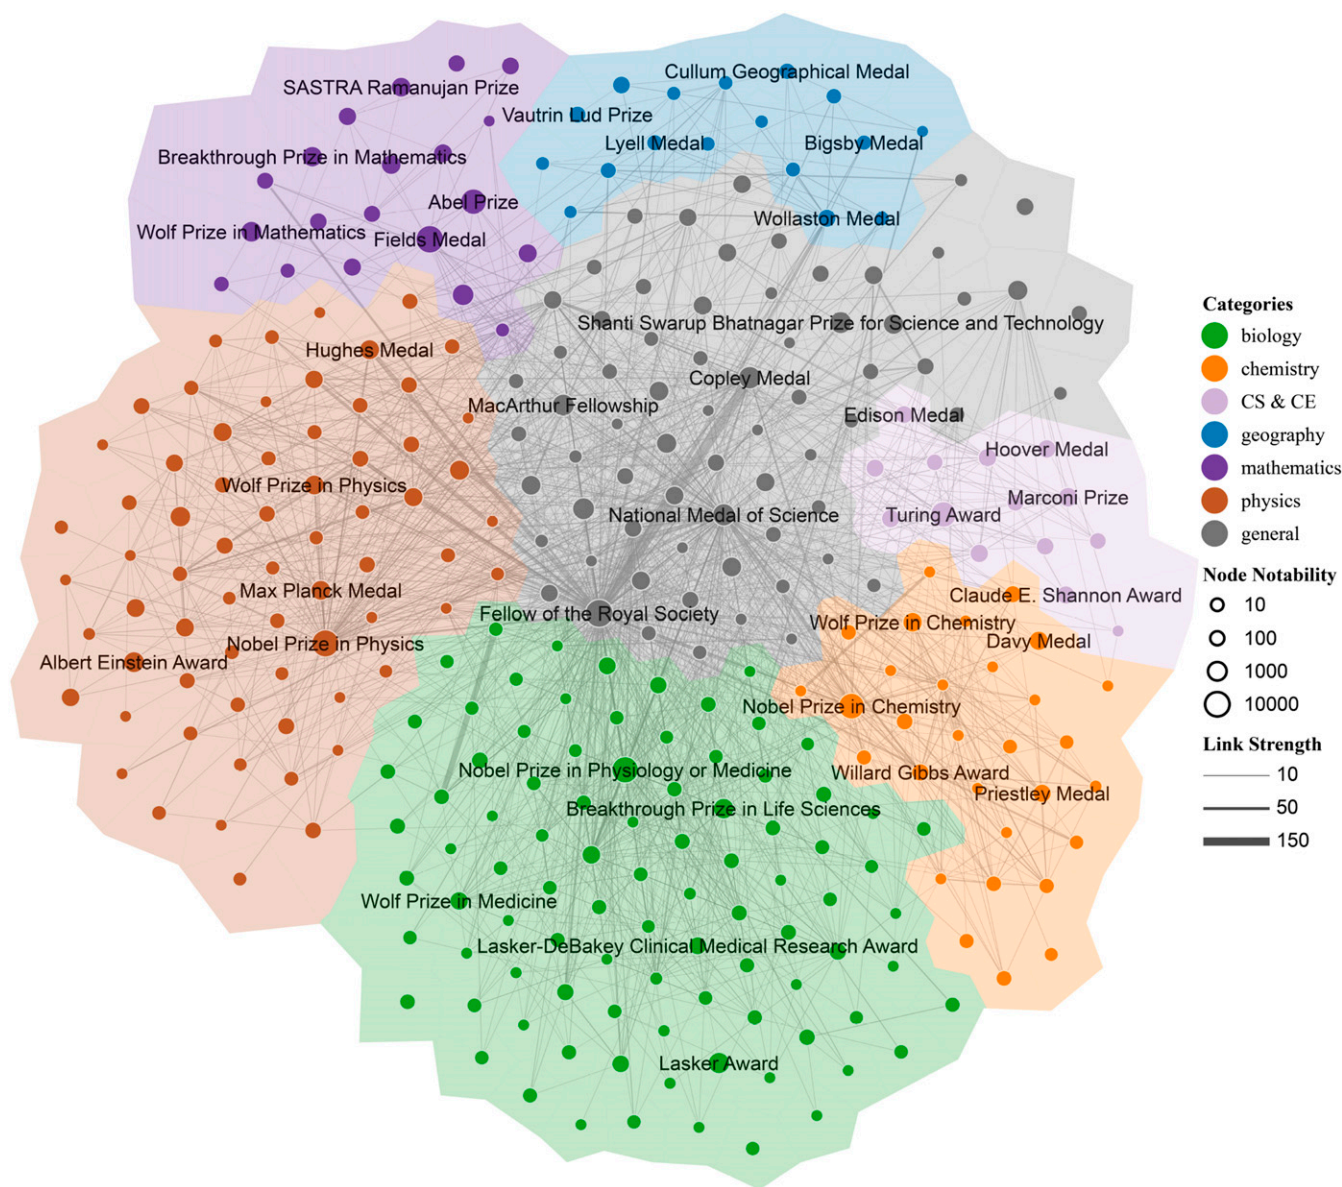 Cullum Geographical Medal
SASTRA Ramanujan Prize
Vautrin Lud Prize
Lyell Medal
Bigsby Medal
Breakthrough Prize in Mathematics
Abel Prize
Wollaston Medal
Wolf Prize in Mathematics
Fields Medal
Shanti Swarup Bhatnagar Prize for Science and Technology
Hughes Medal
Copley Medal
MacArthur Fellowship
Edison Medal
Hoover Medal
Wolf Prize in Physics
Marconi Prize
National Medal of Science
Turing Award
Max Planck Medal
Claude E. Shannon Award
Fellow of the Royal Society
Wolf Prize in Chemistry
Nobel Prize in Physics
Davy Medal
Albert Einstein Award
Nobel Prize in Chemistry
Nobel Prize in Physiology or Medicine
Willard Gibbs Award
Priestley Medal
Breakthrough Prize in Life Sciences
Wolf Prize in Medicine
Lasker-DeBakey Clinical Medical Research Award
Lasker Award
Categories
biology
chemistry
CS & CE
geography
mathematics
physics
general
Node Notability
10
100
1000
10000
Link Strength
10
50
150